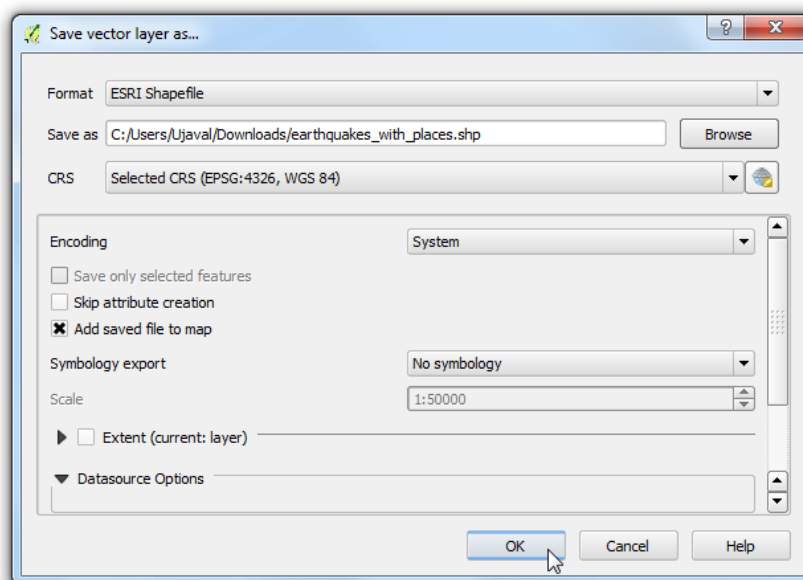 Save vector layer as...
Format ESRI Shapefile
Save as C:/Users/Ujaval/Downloads/earthquakes_with_places.shp Browse
CRS Selected CRS (EPSG:4326, WGS 84)
Encoding System
Save only selected features
Skip attribute creation
Add saved file to map
Symbology export No symbology
Scale 1:50000
Extent (current: layer)
Datasource Options
OK Cancel Help